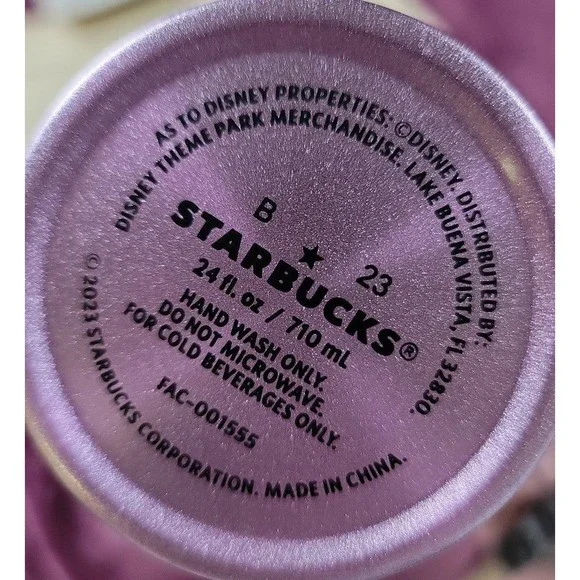 AS TO DISNEY PROPERTIES: ©DISNEY. DISTRIBUTED BY:
DISNEY THEME PARK MERCHANDISE, LAKE BUENA VISTA, FL 32830.
B ★ 23
STARBUCKS®
24 fl. oz / 710 mL
HAND WASH ONLY.
DO NOT MICROWAVE.
FOR COLD BEVERAGES ONLY.
FAC-001555
© 2023 STARBUCKS CORPORATION. MADE IN CHINA.